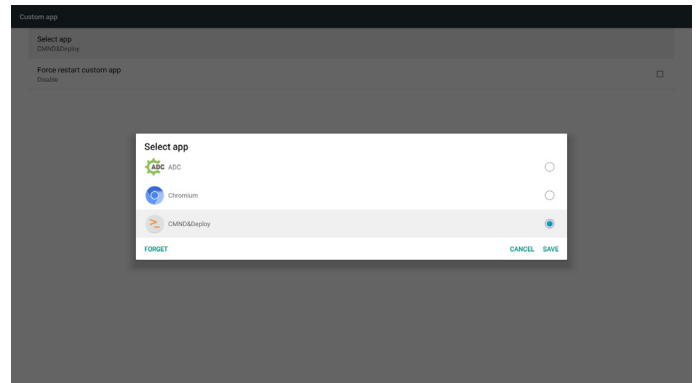 Custom app
Select app
CMND&Deploy
Force restart custom app
Disable
Select app
ADC ADC
Chromium
>_ CMND&Deploy
FORGET CANCEL SAVE